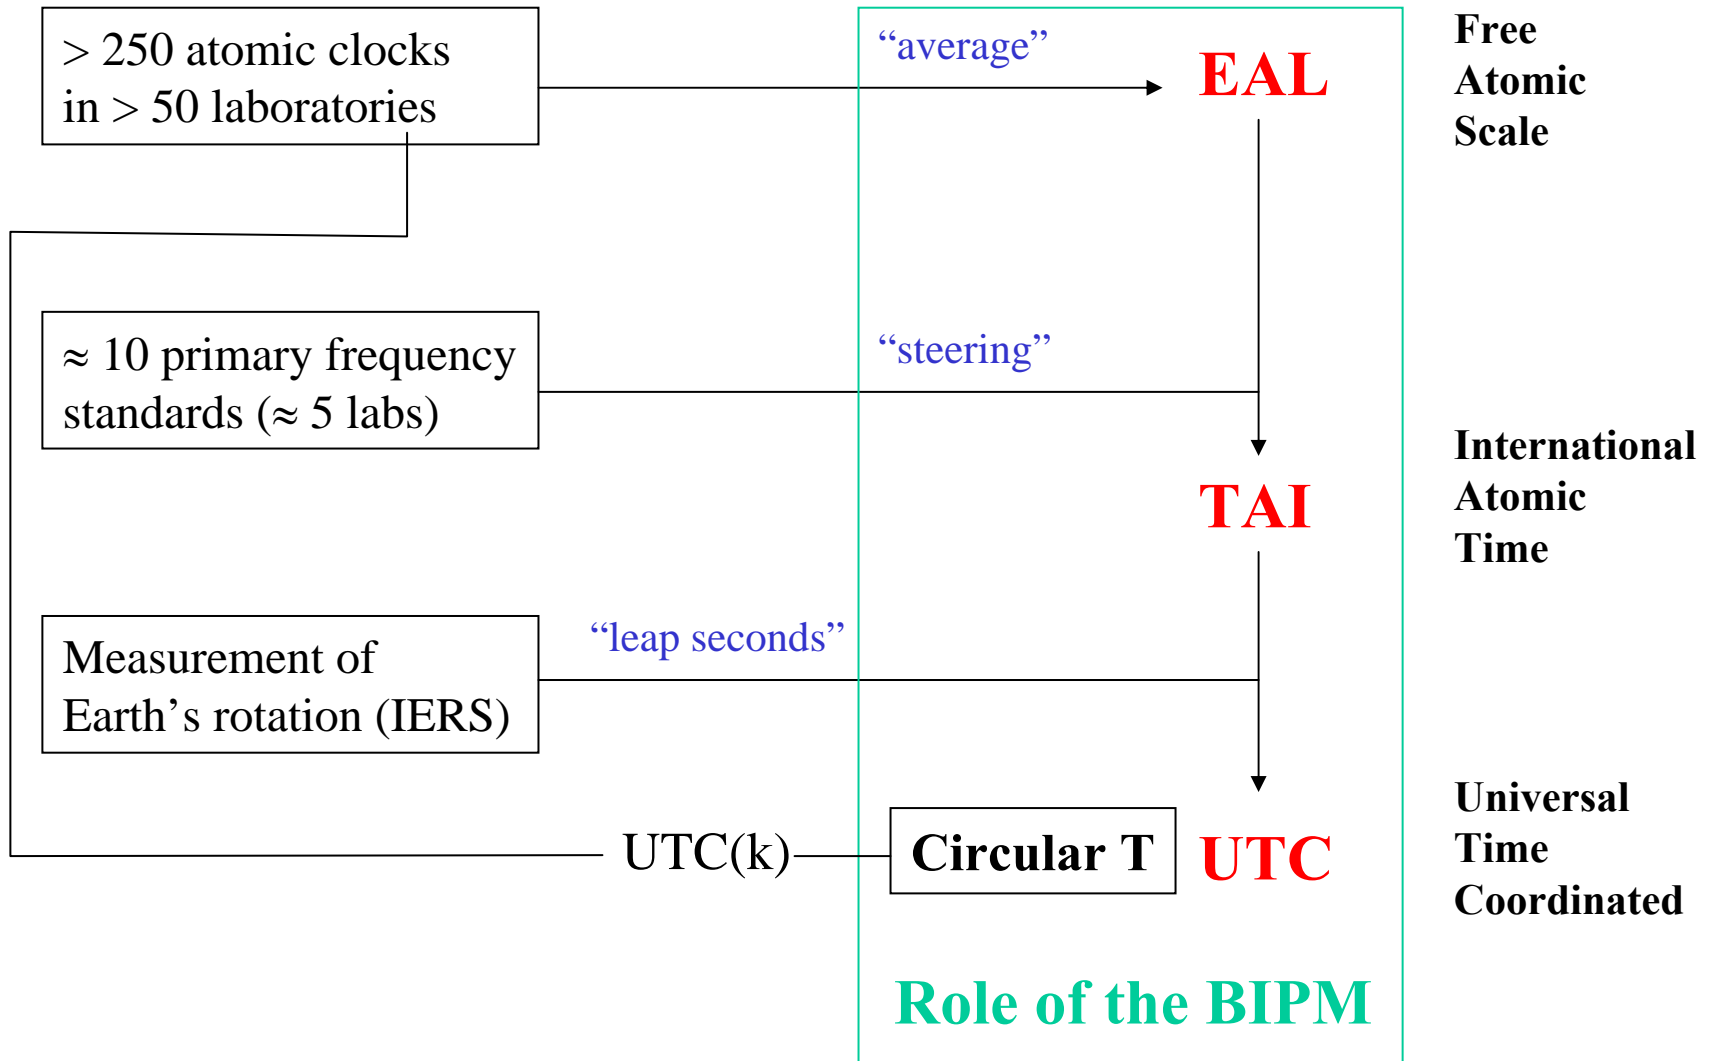 > 250 atomic clocks
in > 50 laboratories
“average”
EAL
Free
Atomic
Scale
≈ 10 primary frequency
standards (≈ 5 labs)
“steering”
TAI
International
Atomic
Time
Measurement of
Earth’s rotation (IERS)
“leap seconds”
UTC(k)
Circular T
UTC
Universal
Time
Coordinated
Role of the BIPM